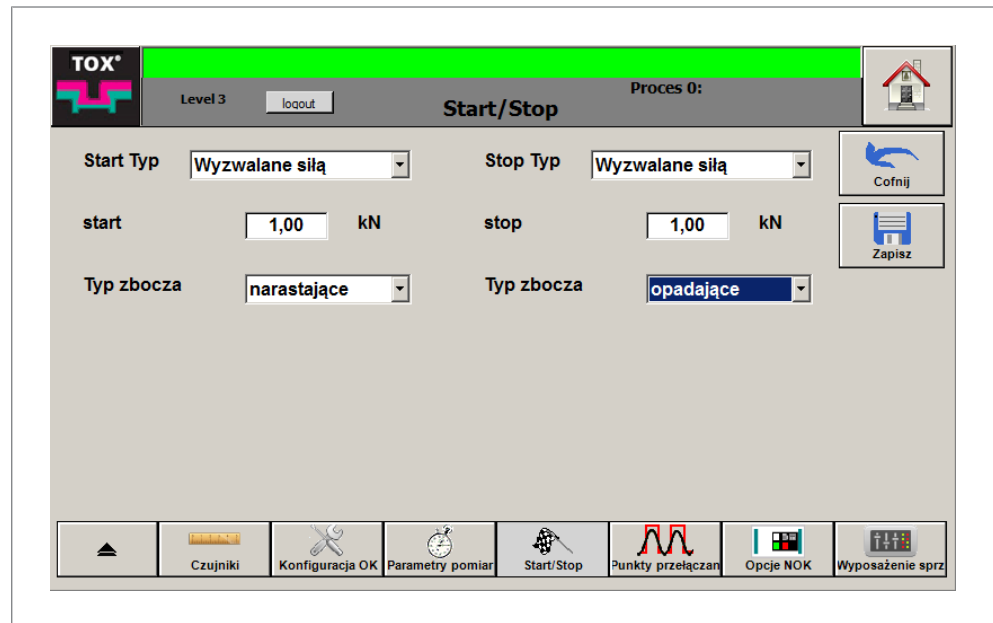 TOX®
Level 3
logout
Start/Stop
Proces 0:
Start Typ
Wyzwalane siłą
Stop Typ
Wyzwalane siłą
Cofnij
start
1,00
kN
stop
1,00
kN
Zapisz
Typ zbocza
narastające
Typ zbocza
opadające
Czujniki
Konfiguracja OK
Parametry pomiar
Start/Stop
Punkty przełączan
Opcje NOK
Wyposażenie sprz